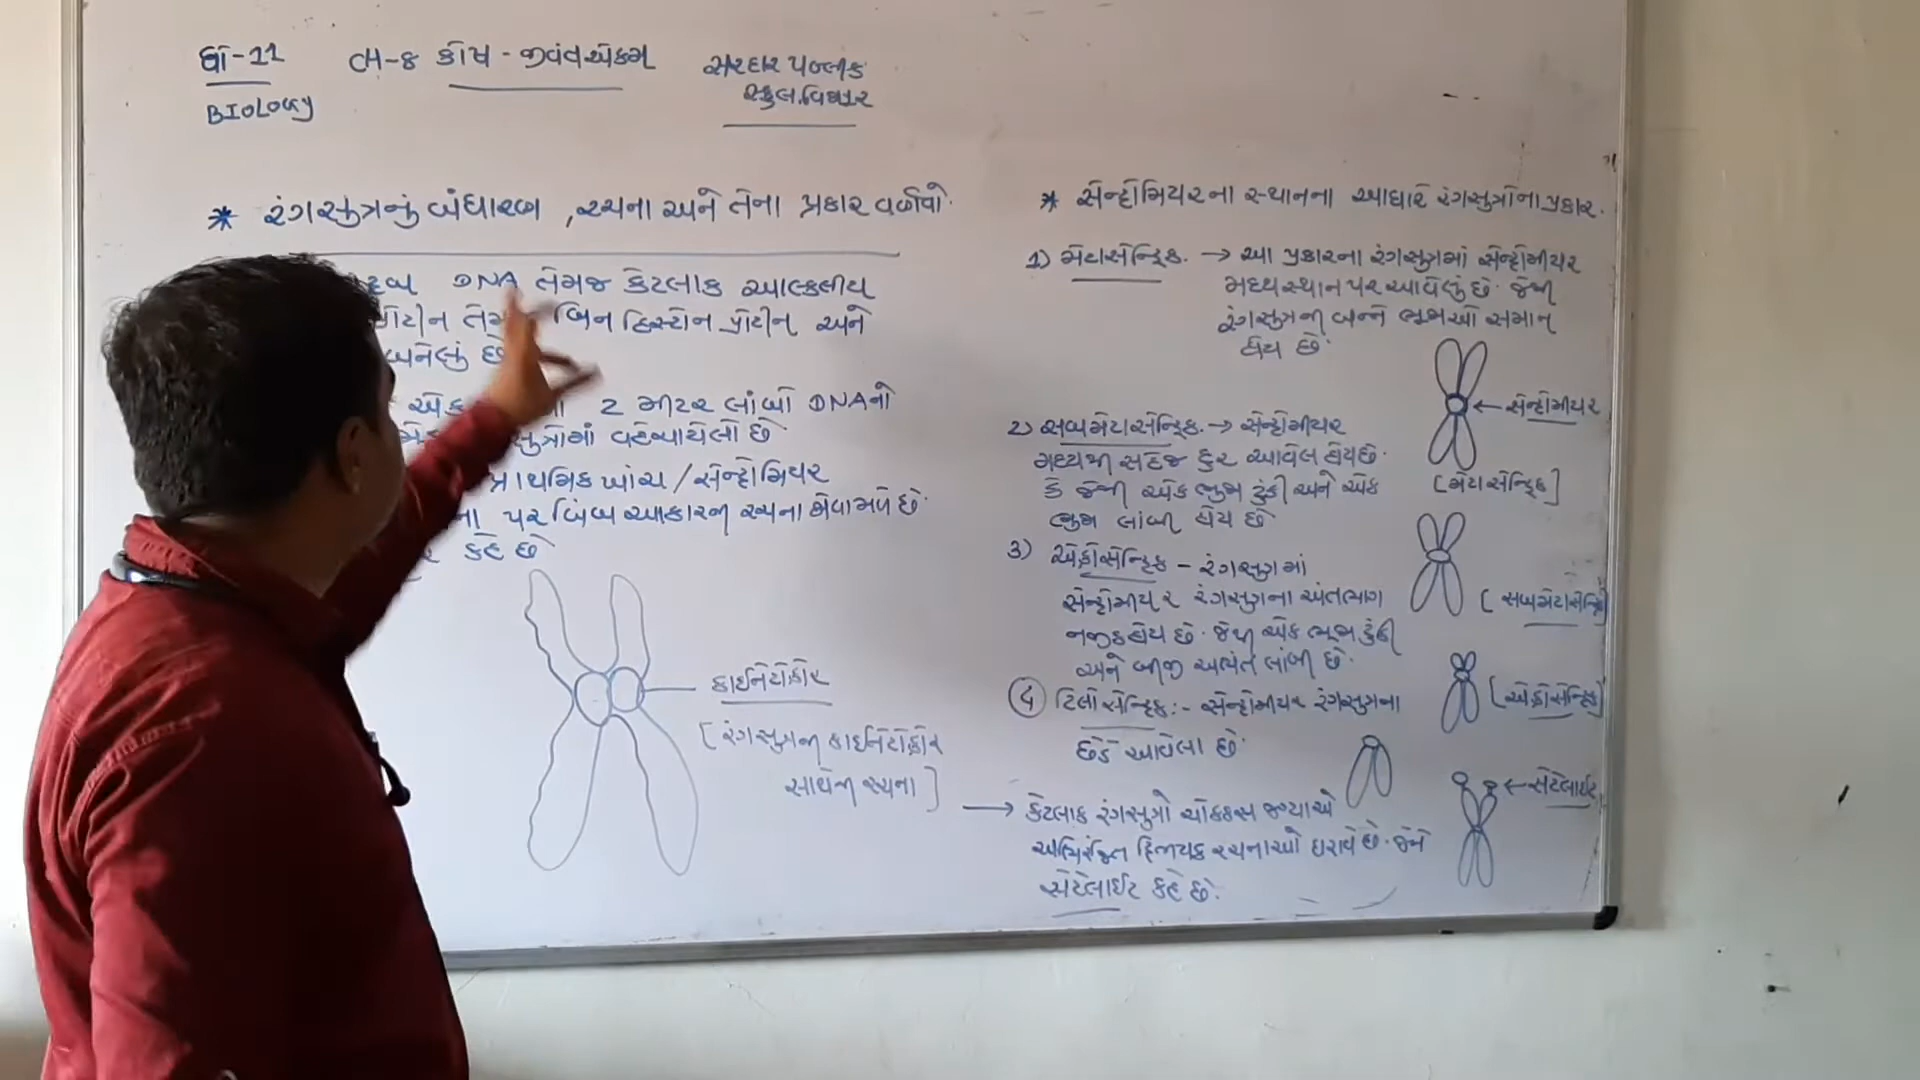 ધો-11
BIOLOGY
CH-8 કોષ - જીવંત એકમ
સરદાર પબ્લીક
સ્કુલ.વિદ્યાર
* રંગસુત્રનું બંધારણ , રચના અને તેના પ્રકાર વર્ણવો.
DNA તેમજ કેટલાક આલ્કલીય
બિન હિસ્ટોન પ્રોટીન અને
બનેલું છે
એક 2 મીટર લાંબો DNAનો
વહેંચાયેલો છે
પ્રાથમિક ખાંચ /સેન્ટ્રોમિયર
પર બિંબ આકારની રચના જોવા મળે છે.
કહે છે
કાઈનેટોકોર
[રંગસુત્રની કાઈનેટોકોર
સાથેની રચના]
* સેન્ટ્રોમિયરના સ્થાનના આધારે રંગસુત્રોના પ્રકાર.
1) મેટાસેન્ટ્રિક. → આ પ્રકારના રંગસુત્રમાં સેન્ટ્રોમીયર
મધ્યસ્થાન પર આવેલું છે. જેથી
રંગસુત્રની બન્ને ભૂજાઓ સમાન
હોય છે.
← સેન્ટ્રોમીયર
[મેટાસેન્ટ્રિક]
2) સબમેટાસેન્ટ્રિક. → સેન્ટ્રોમીયર
મધ્યથી સહેજ દુર આવેલ હોય છે.
કે જેથી એક ભુજા ટુંકી અને એક
ભુજા લાંબી હોય છે
[સબમેટાસેન્ટ્રિક]
3) એક્રોસેન્ટ્રિક - રંગસુત્રમાં
સેન્ટ્રોમીયર રંગસુત્રના અંતભાગ
નજીક હોય છે. જેથી એક ભૂજા ટુંકી
અને બીજી અત્યંત લાંબી છે.
[એક્રોસેન્ટ્રિક]
૪ ટિલોસેન્ટ્રિક:- સેન્ટ્રોમીયર રંગસુત્રના
છેડે આવેલા છે.
→ કેટલાક રંગસુત્રો ચોક્કસ જગ્યાએ
અભિરંજિત દ્વિતીયક રચનાઓ ધરાવે છે. જેને
સેટેલાઈટ કહે છે.
← સેટેલાઈટ